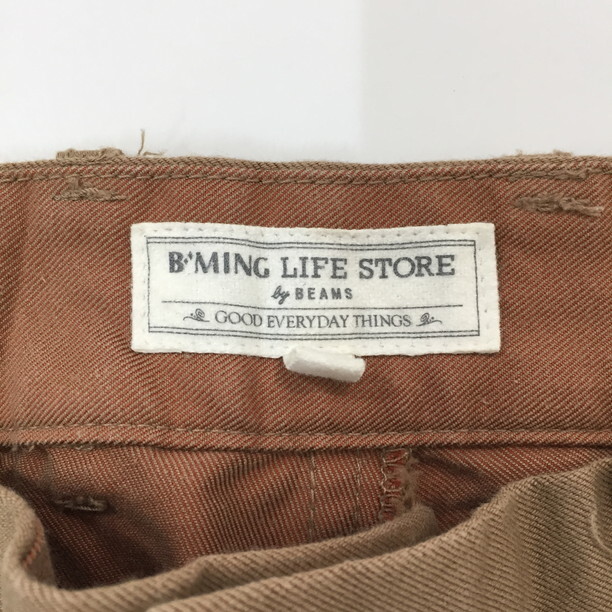 B•'MING LIFE STORE
by BEAMS
GOOD EVERYDAY THINGS